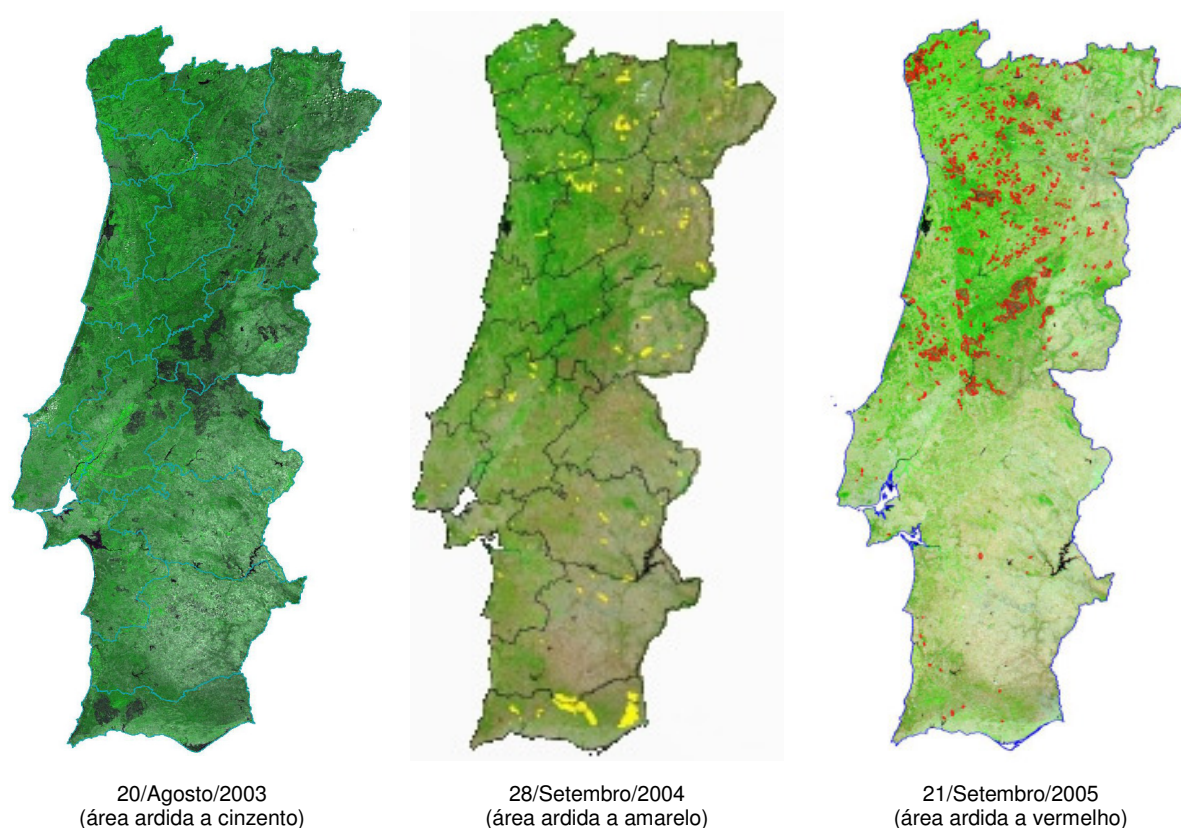 20/Agosto/2003
(área ardida a cinzento)
28/Setembro/2004
(área ardida a amarelo)
21/Setembro/2005
(área ardida a vermelho)